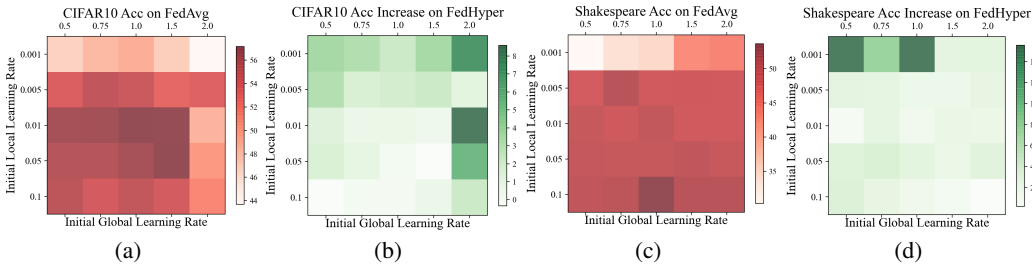 CIFAR10 Acc on FedAvg
0.5 0.75 1.0 1.5 2.0
Initial Local Learning Rate
0.001
0.005
0.01
0.05
0.1
Initial Global Learning Rate
56
54
52
50
48
46
44
(a)
CIFAR10 Acc Increase on FedHyper
0.5 0.75 1.0 1.5 2.0
Initial Local Learning Rate
0.001
0.005
0.01
0.05
0.1
Initial Global Learning Rate
8
7
6
5
4
3
2
1
0
(b)
Shakespeare Acc on FedAvg
0.5 0.75 1.0 1.5 2.0
Initial Local Learning Rate
0.001
0.005
0.01
0.05
0.1
Initial Global Learning Rate
50
45
40
35
(c)
Shakespeare Acc Increase on FedHyper
0.5 0.75 1.0 1.5 2.0
Initial Local Learning Rate
0.001
0.005
0.01
0.05
0.1
Initial Global Learning Rate
8
6
4
2
(d)